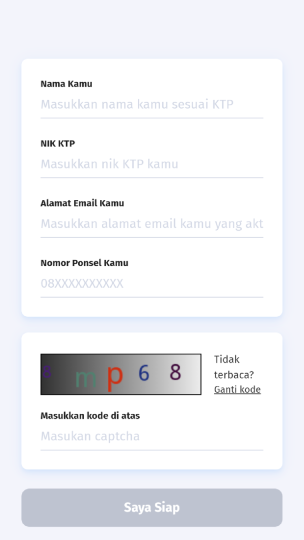 Nama Kamu
Masukkan nama kamu sesuai KTP
NIK KTP
Masukkan nik KTP kamu
Alamat Email Kamu
Masukkan alamat email kamu yang akt
Nomor Ponsel Kamu
08XXXXXXXXXX
m p 6 8
Tidak
terbaca?
Ganti kode
Masukkan kode di atas
Masukan captcha
Saya Siap